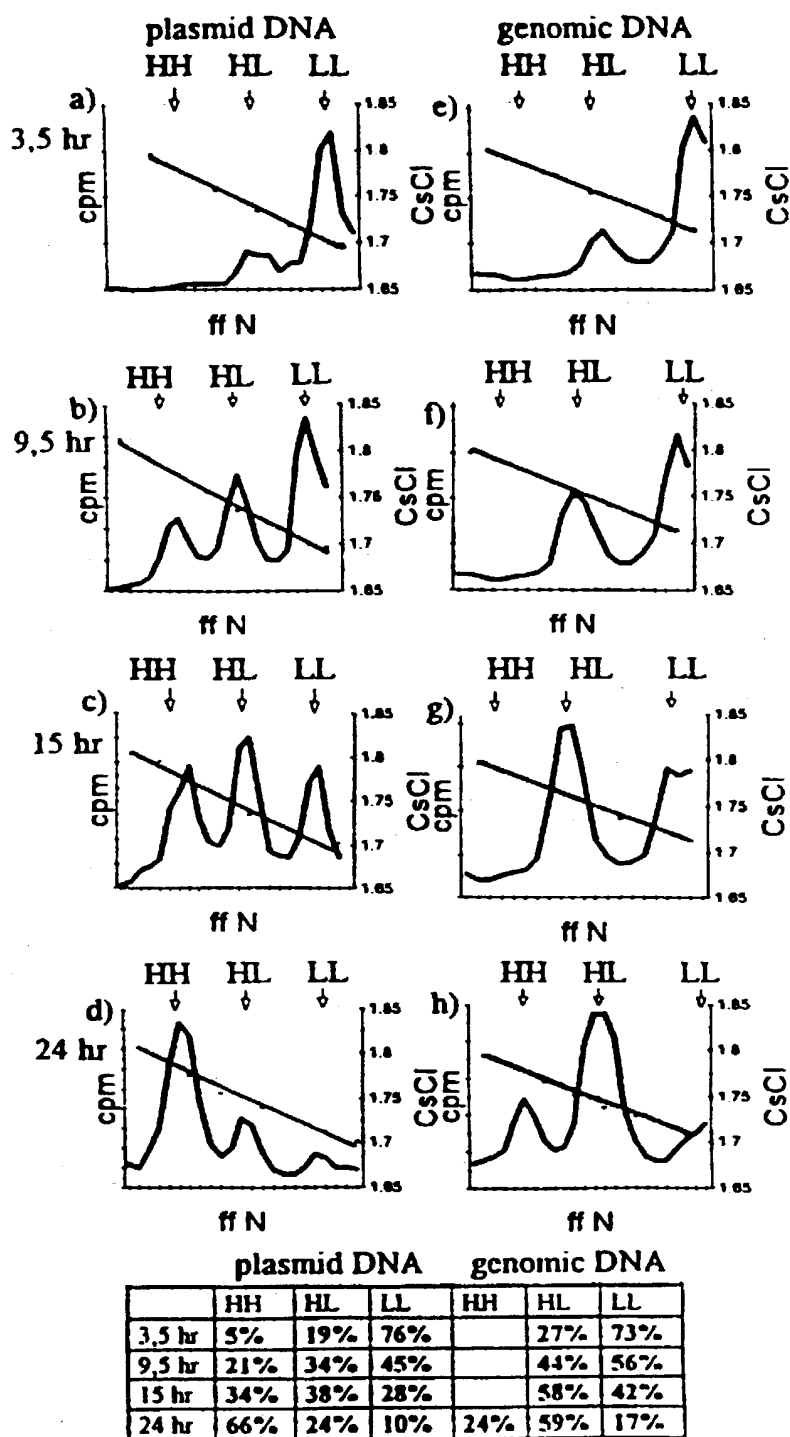 plasmid DNA genomic DNA
HH HL LL HH HL LL
a) 1.85 e) 1.85
3,5 hr 1.8 1.8
cpm 1.75 CsCl cpm 1.75 CsCl
1.7 1.7
1.65 1.65
ff N ff N
HH HL LL HH HL LL
b) 1.85 f) 1.85
9,5 hr 1.8 1.8
cpm 1.75 CsCl cpm 1.75 CsCl
1.7 1.7
1.65 1.65
ff N ff N
HH HL LL HH HL LL
c) 1.85 g) 1.85
15 hr 1.8 1.8
cpm 1.75 CsCl cpm 1.75 CsCl
1.7 1.7
1.65 1.65
ff N ff N
HH HL LL HH HL LL
d) 1.85 h) 1.85
24 hr 1.8 1.8
cpm 1.75 CsCl cpm 1.75 CsCl
1.7 1.7
1.65 1.65
ff N ff N
plasmid DNA genomic DNA
HH HL LL HH HL LL
3,5 hr 5% 19% 76% 27% 73%
9,5 hr 21% 34% 45% 44% 56%
15 hr 34% 38% 28% 58% 42%
24 hr 66% 24% 10% 24% 59% 17%